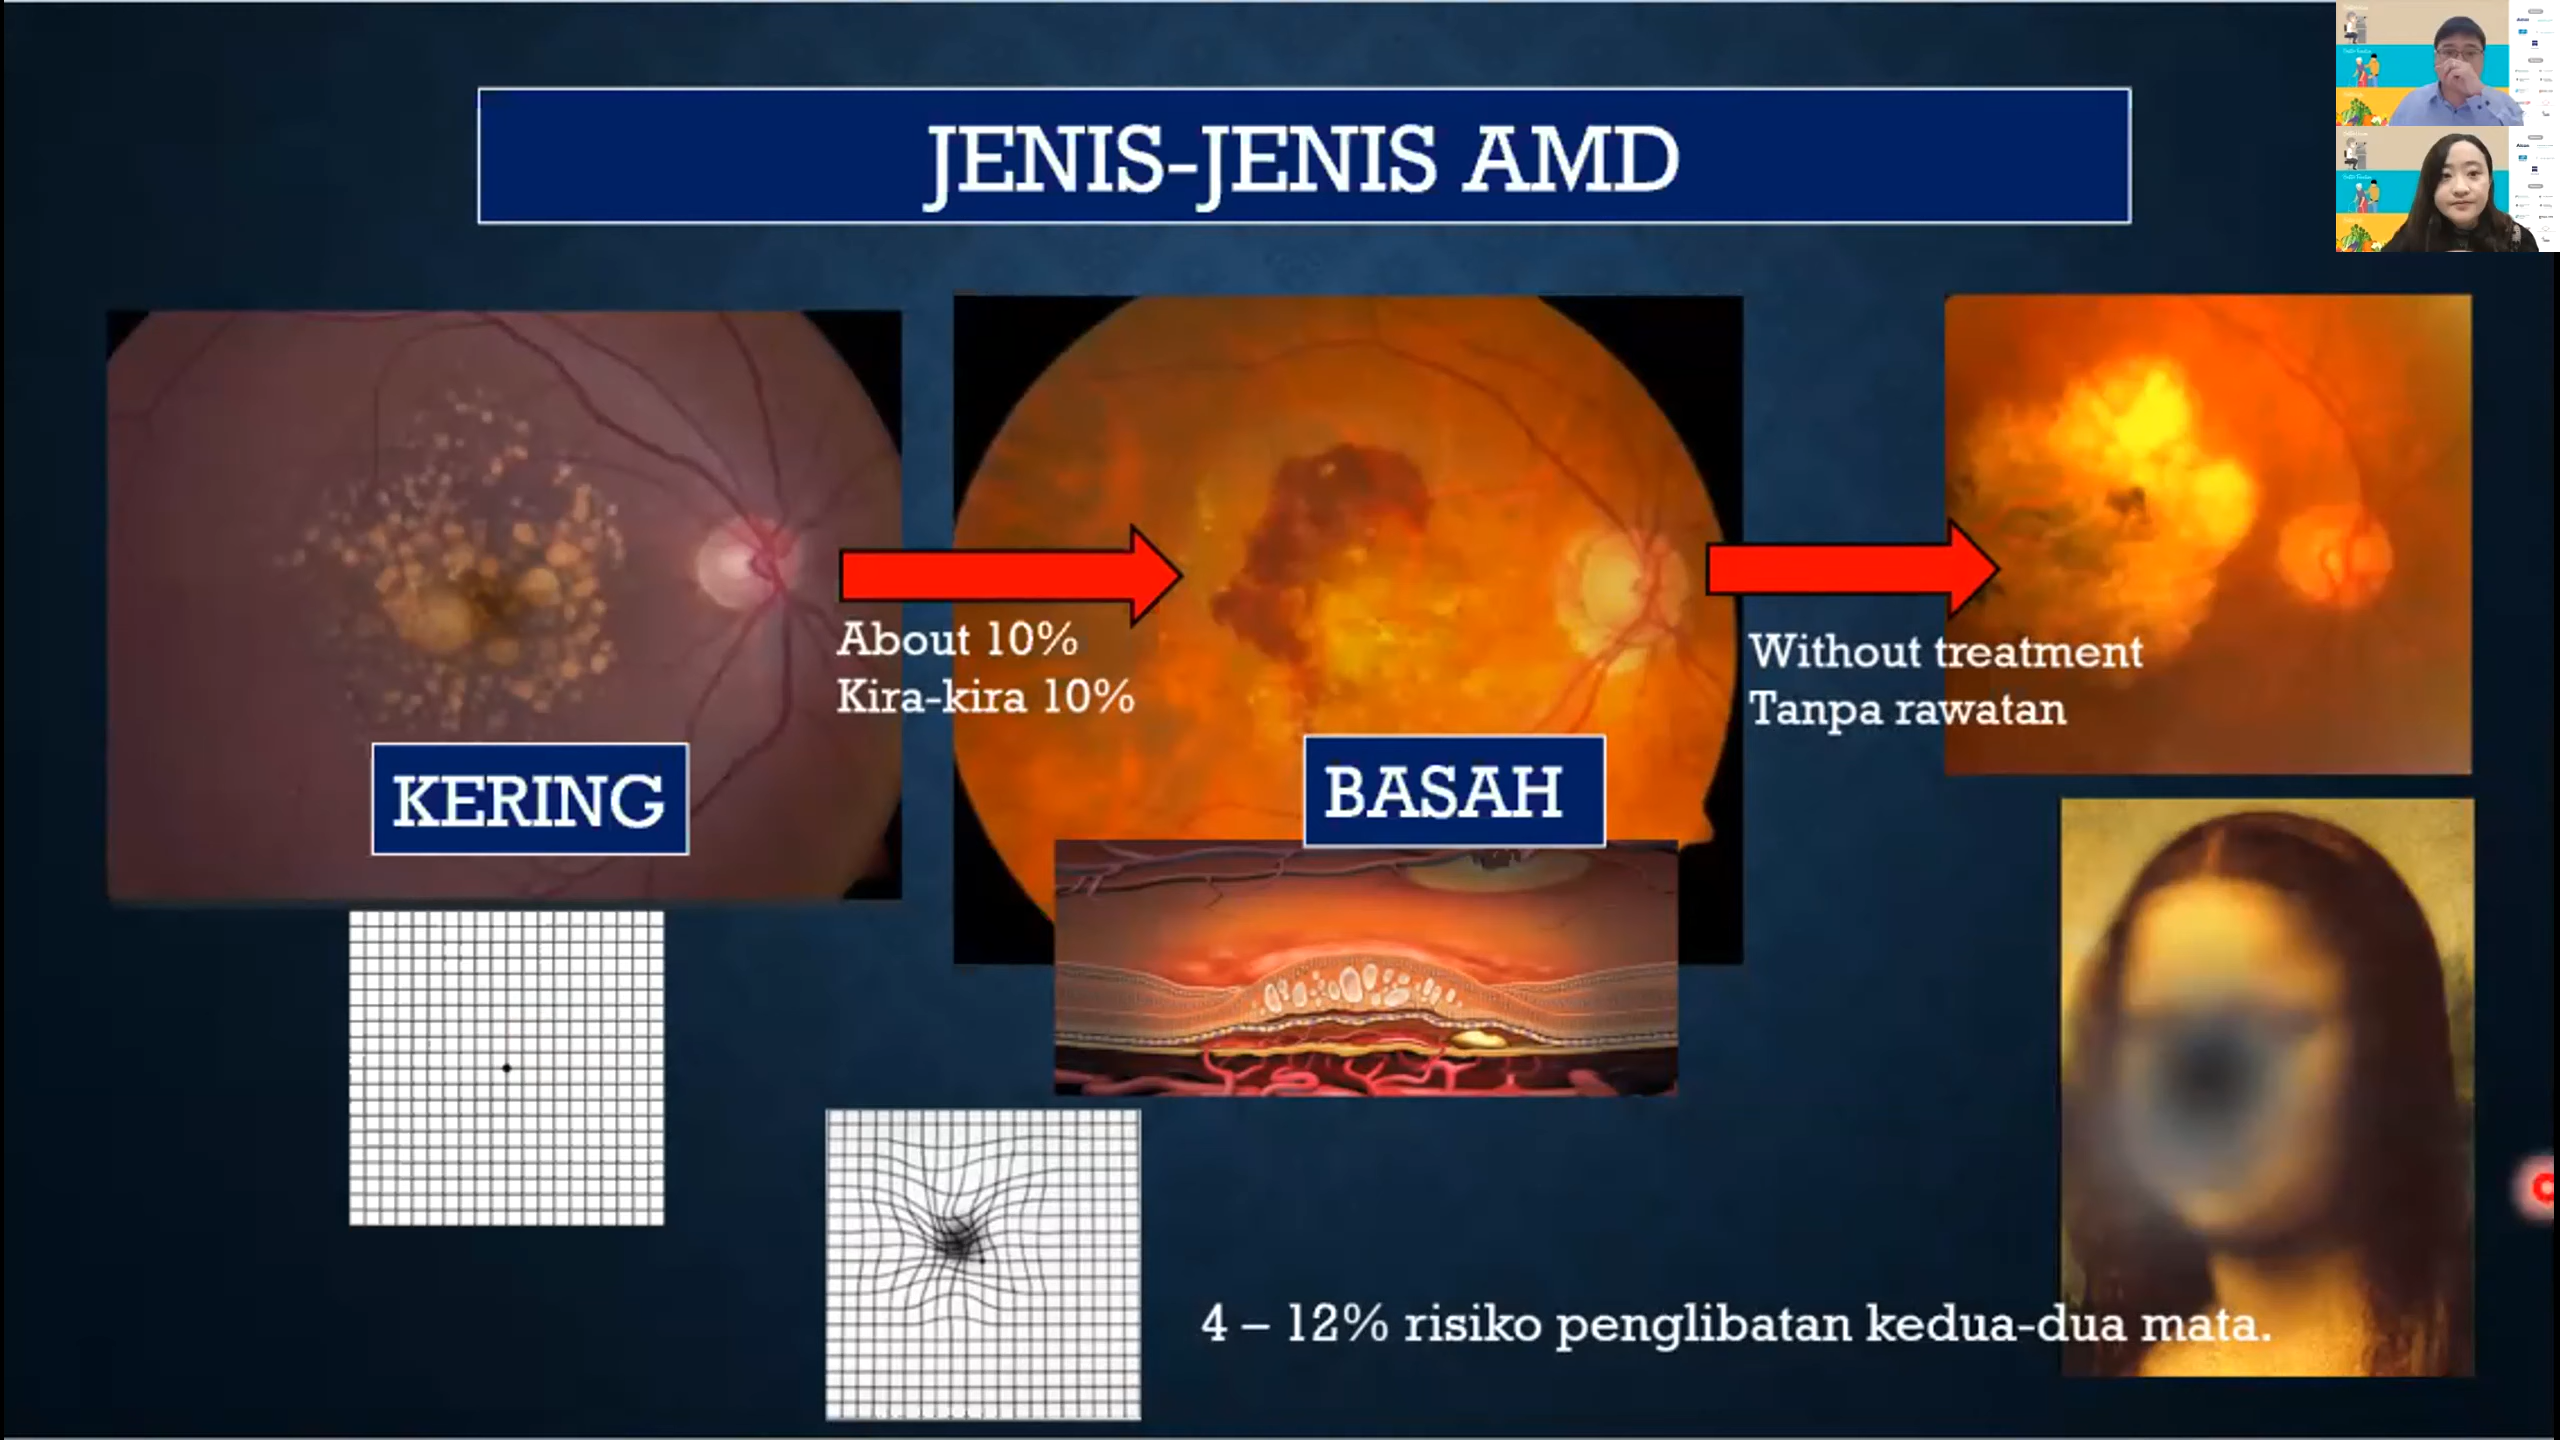 JENIS-JENIS AMD
About 10%
Kira-kira 10%
Without treatment
Tanpa rawatan
KERING
BASAH
4 – 12% risiko penglibatan kedua-dua mata.